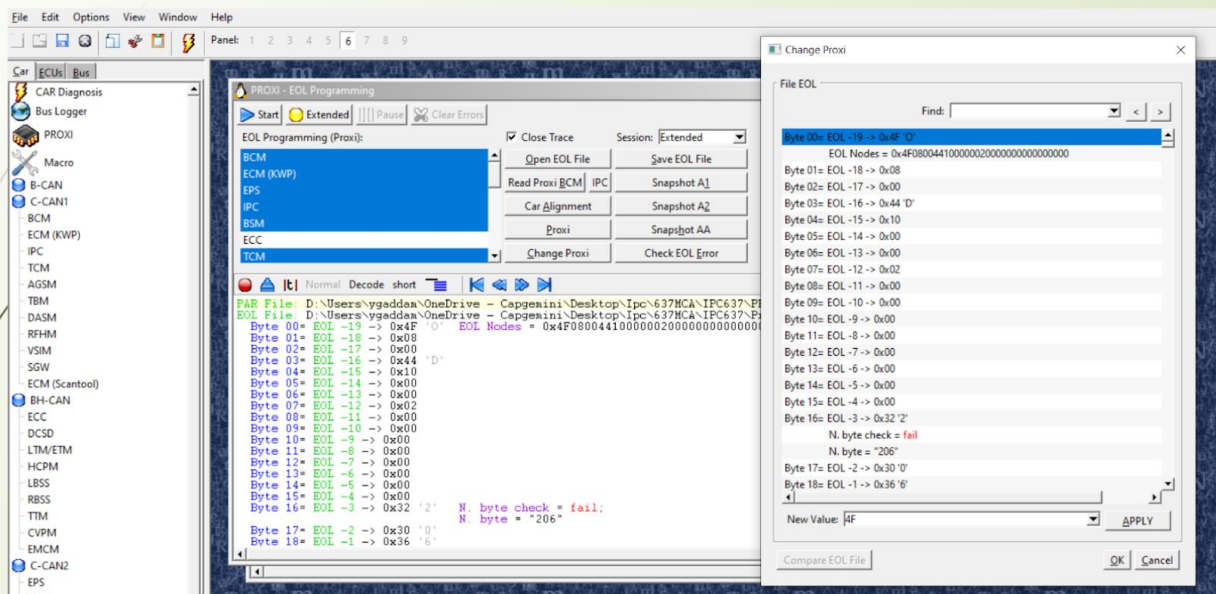 File Edit Options View Window Help
Panel: 1 2 3 4 5 6 7 8 9
Car ECUs Bus
CAR Diagnosis
Bus Logger
PROXI
Macro
B-CAN
C-CAN1
BCM
ECM (KWP)
IPC
TCM
AGSM
TBM
DASM
RFHM
VSIM
SGW
ECM (Scantool)
BH-CAN
ECC
DCSD
LTM/ETM
HCPM
LBSS
RBSS
TTM
CVPM
EMCM
C-CAN2
EPS
PROXI - EOL Programming
Start Extended Pause Clear Errors
EOL Programming (Proxi):
Close Trace Session: Extended
BCM
ECM (KWP)
EPS
IPC
BSM
ECC
TCM
Open EOL File Save EOL File
Read Proxi BCM IPC Snapshot A1
Car Alignment Snapshot A2
Proxi Snapshot AA
Change Proxi Check EOL Error
|t| Normal Decode short
PAR File: D:\Users\ygaddam\OneDrive - Capgemini\Desktop\Ipc\637MCA\IPC637\P
EOL File: D:\Users\ygaddam\OneDrive - Capgemini\Desktop\Ipc\637MCA\IPC637\P
Byte 00= EOL -19 -> 0x4F 'O' EOL Nodes = 0x4F0800441000000200000000000000
Byte 01= EOL -18 -> 0x08
Byte 02= EOL -17 -> 0x00
Byte 03= EOL -16 -> 0x44 'D'
Byte 04= EOL -15 -> 0x10
Byte 05= EOL -14 -> 0x00
Byte 06= EOL -13 -> 0x00
Byte 07= EOL -12 -> 0x02
Byte 08= EOL -11 -> 0x00
Byte 09= EOL -10 -> 0x00
Byte 10= EOL -9 -> 0x00
Byte 11= EOL -8 -> 0x00
Byte 12= EOL -7 -> 0x00
Byte 13= EOL -6 -> 0x00
Byte 14= EOL -5 -> 0x00
Byte 15= EOL -4 -> 0x00
Byte 16= EOL -3 -> 0x32 '2' N. byte check = fail;
N. byte = "206"
Byte 17= EOL -2 -> 0x30 '0'
Byte 18= EOL -1 -> 0x36 '6'
Change Proxi
File EOL
Find: < >
Byte 00= EOL -19 -> 0x4F 'O'
EOL Nodes = 0x4F080044100000020000000000000000
Byte 01= EOL -18 -> 0x08
Byte 02= EOL -17 -> 0x00
Byte 03= EOL -16 -> 0x44 'D'
Byte 04= EOL -15 -> 0x10
Byte 05= EOL -14 -> 0x00
Byte 06= EOL -13 -> 0x00
Byte 07= EOL -12 -> 0x02
Byte 08= EOL -11 -> 0x00
Byte 09= EOL -10 -> 0x00
Byte 10= EOL -9 -> 0x00
Byte 11= EOL -8 -> 0x00
Byte 12= EOL -7 -> 0x00
Byte 13= EOL -6 -> 0x00
Byte 14= EOL -5 -> 0x00
Byte 15= EOL -4 -> 0x00
Byte 16= EOL -3 -> 0x32 '2'
N. byte check = fail
N. byte = "206"
Byte 17= EOL -2 -> 0x30 '0'
Byte 18= EOL -1 -> 0x36 '6'
New Value: 4F APPLY
Compare EOL File OK Cancel